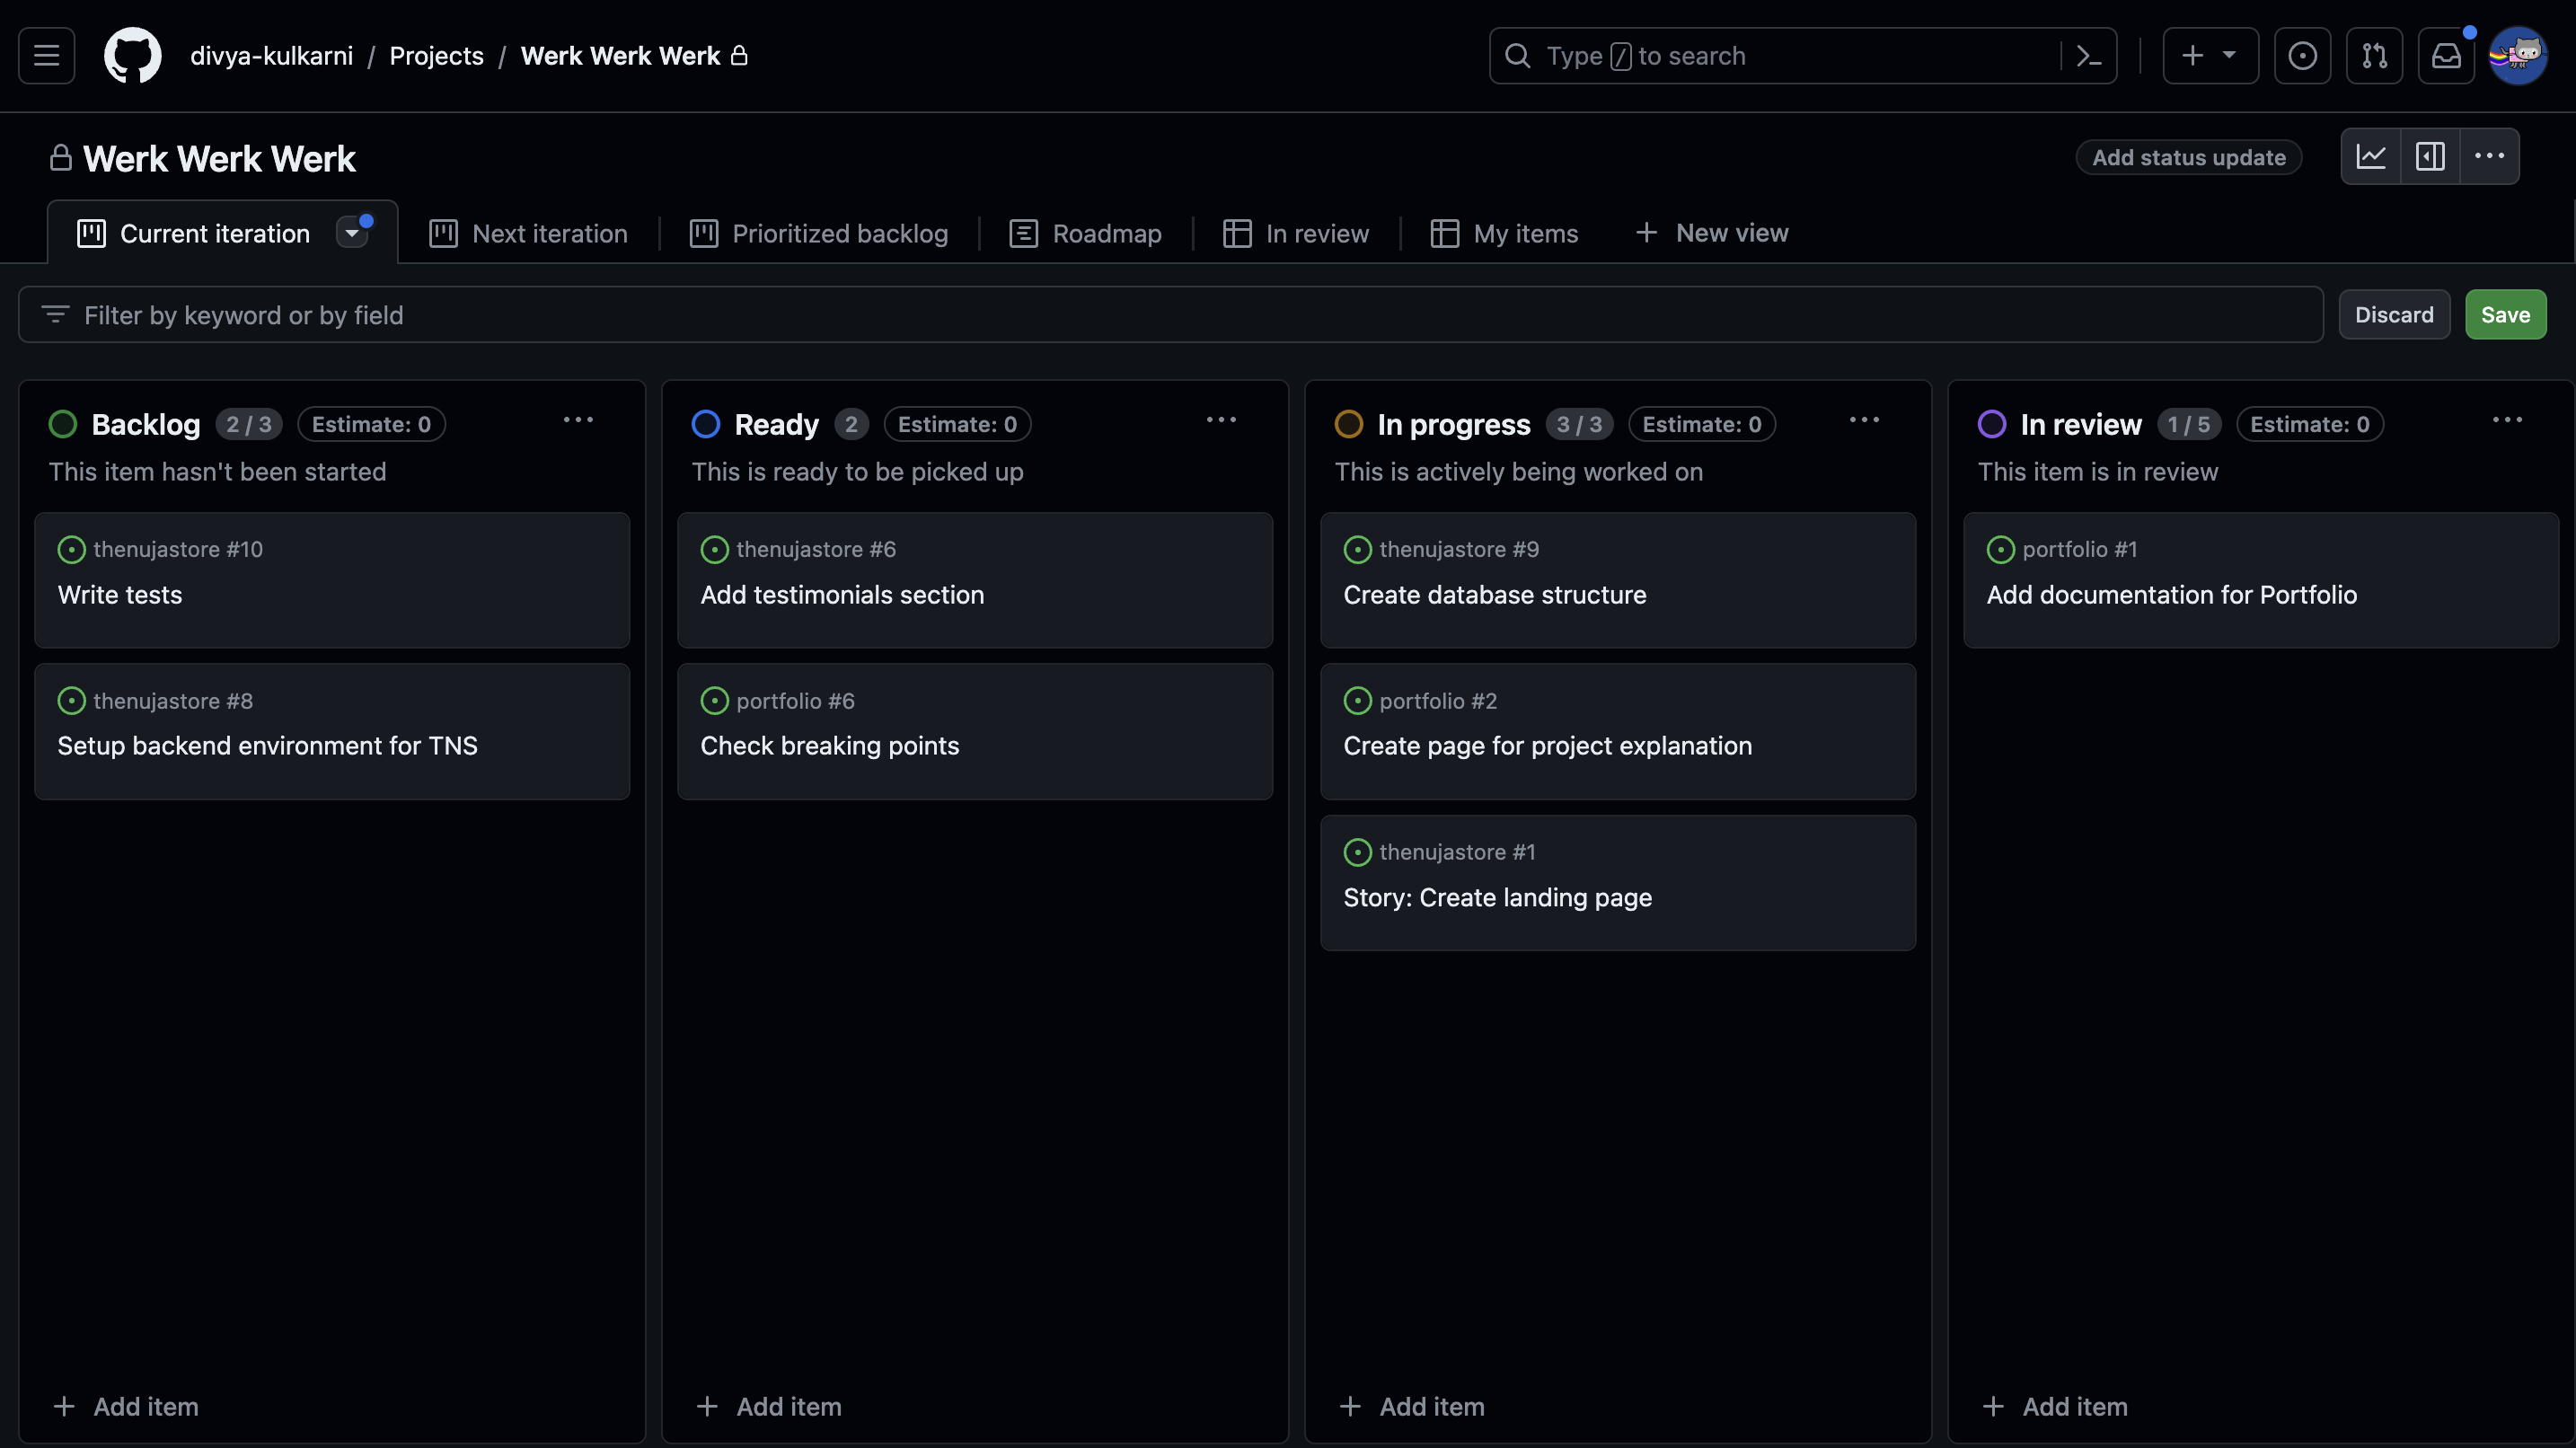 divya-kulkarni / Projects / Werk Werk Werk
Type / to search
Werk Werk Werk
Add status update
Current iteration
Next iteration
Prioritized backlog
Roadmap
In review
My items
New view
Filter by keyword or by field
Discard
Save
Backlog 2 / 3 Estimate: 0
This item hasn't been started
thenujastore #10
Write tests
thenujastore #8
Setup backend environment for TNS
Add item
Ready 2 Estimate: 0
This is ready to be picked up
thenujastore #6
Add testimonials section
portfolio #6
Check breaking points
Add item
In progress 3 / 3 Estimate: 0
This is actively being worked on
thenujastore #9
Create database structure
portfolio #2
Create page for project explanation
thenujastore #1
Story: Create landing page
Add item
In review 1 / 5 Estimate: 0
This item is in review
portfolio #1
Add documentation for Portfolio
Add item